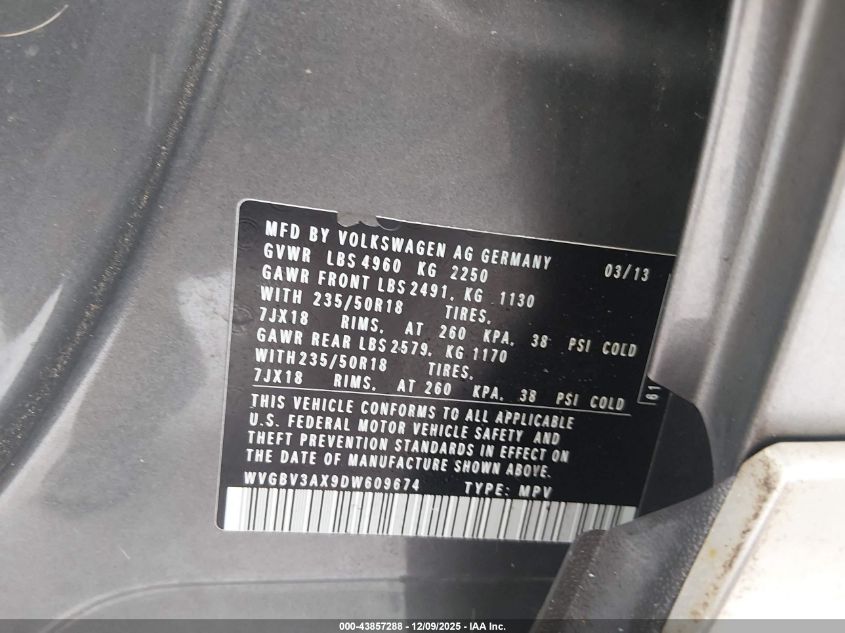 MFD BY VOLKSWAGEN AG GERMANY 03/13
GVWR LBS 4960 KG 2250
GAWR FRONT LBS 2491, KG 1130
WITH 235/50R18 TIRES,
7JX18 RIMS, AT 260 KPA, 38 PSI COLD
GAWR REAR LBS 2579, KG 1170
WITH 235/50R18 TIRES,
7JX18 RIMS, AT 260 KPA, 38 PSI COLD
THIS VEHICLE CONFORMS TO ALL APPLICABLE
U.S. FEDERAL MOTOR VEHICLE SAFETY AND
THEFT PREVENTION STANDARDS IN EFFECT ON
THE DATE OF MANUFACTURE SHOWN ABOVE.
WVGBV3AX9DW609674 TYPE: MPV
61
000-43857288 - 12/09/2025 - IAA Inc.